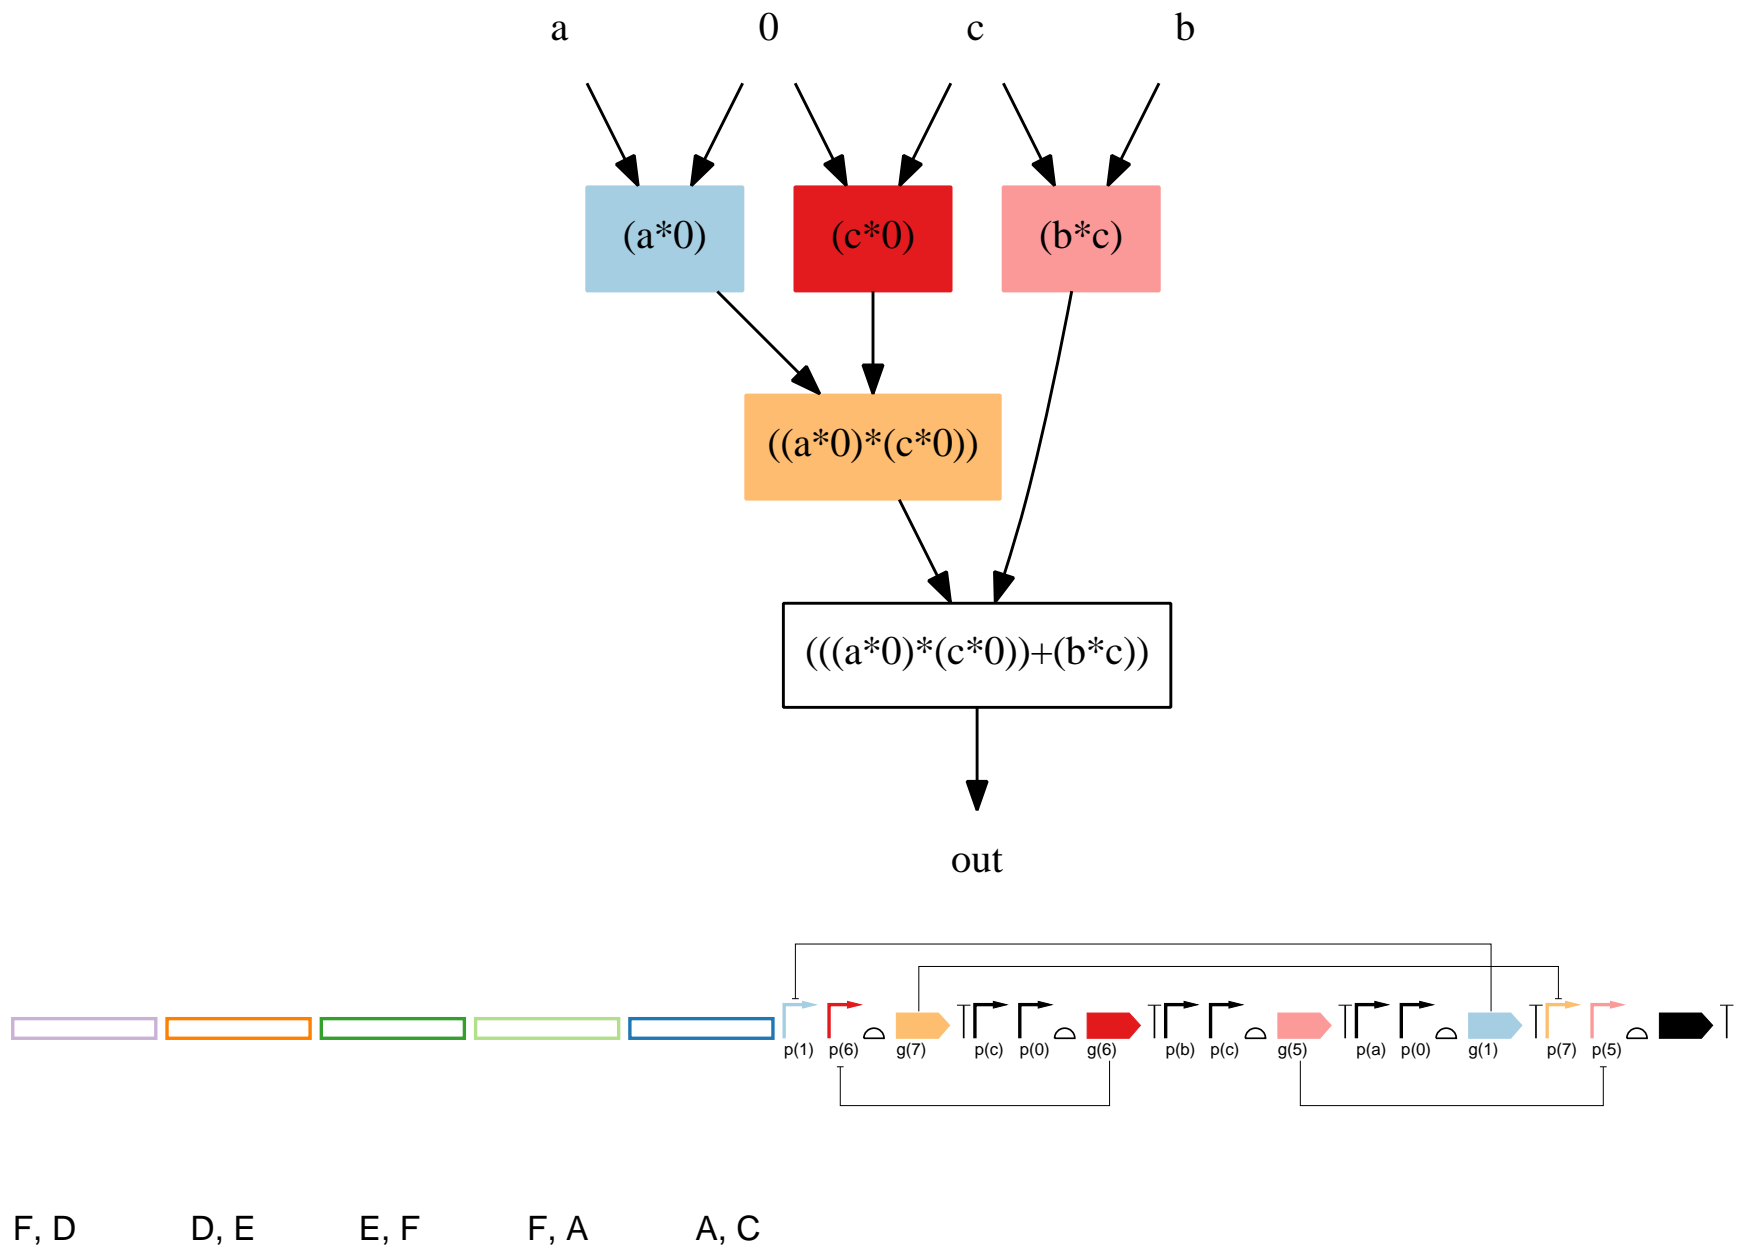 a 0 c b
(a*0) (c*0) (b*c)
((a*0)*(c*0))
(((a*0)*(c*0))+(b*c))
out
p(1) p(6) g(7) p(c) p(0) g(6) p(b) p(c) g(5) p(a) p(0) g(1) p(7) p(5)
F, D D, E E, F F, A A, C